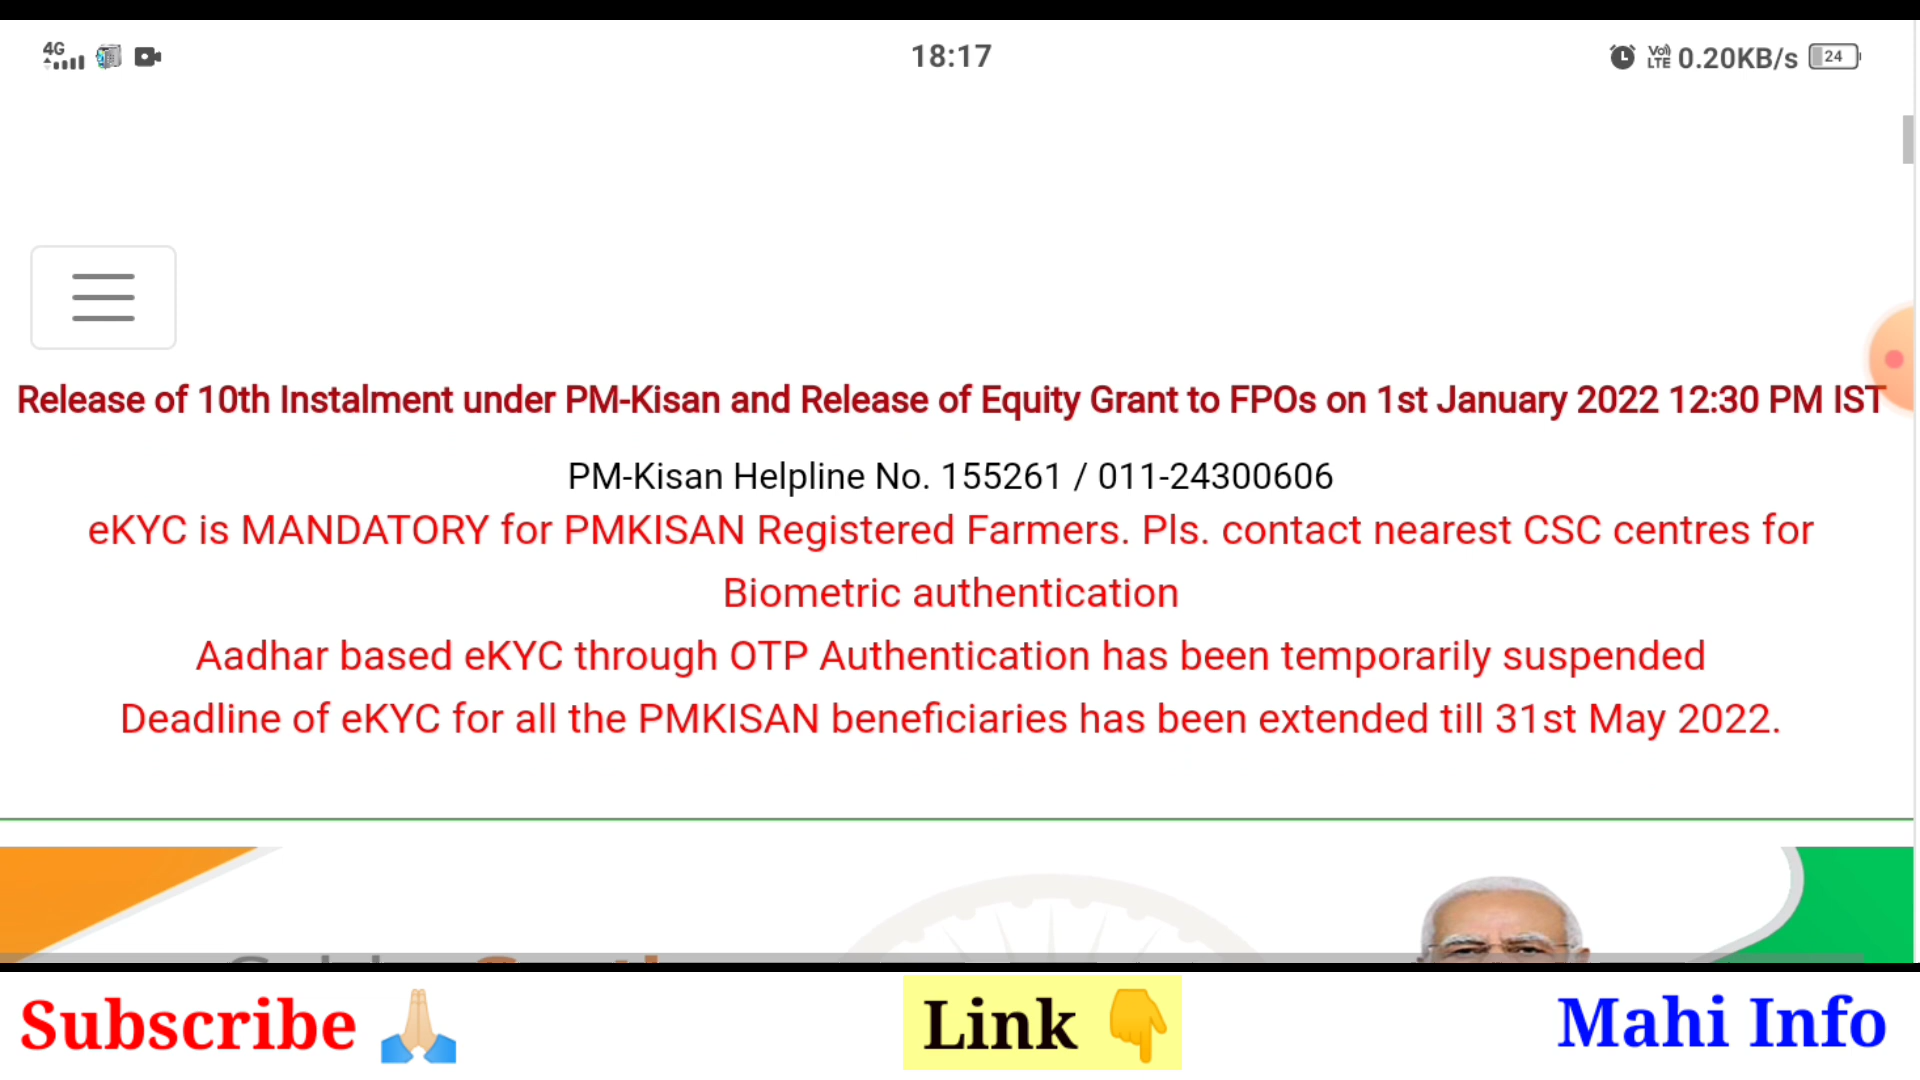 4G
18:17
Vo) LTE 0.20KB/s 24
Release of 10th Instalment under PM-Kisan and Release of Equity Grant to FPOs on 1st January 2022 12:30 PM IST
PM-Kisan Helpline No. 155261 / 011-24300606
eKYC is MANDATORY for PMKISAN Registered Farmers. Pls. contact nearest CSC centres for
Biometric authentication
Aadhar based eKYC through OTP Authentication has been temporarily suspended
Deadline of eKYC for all the PMKISAN beneficiaries has been extended till 31st May 2022.
Subscribe 🙏🏻
Link 👇
Mahi Info